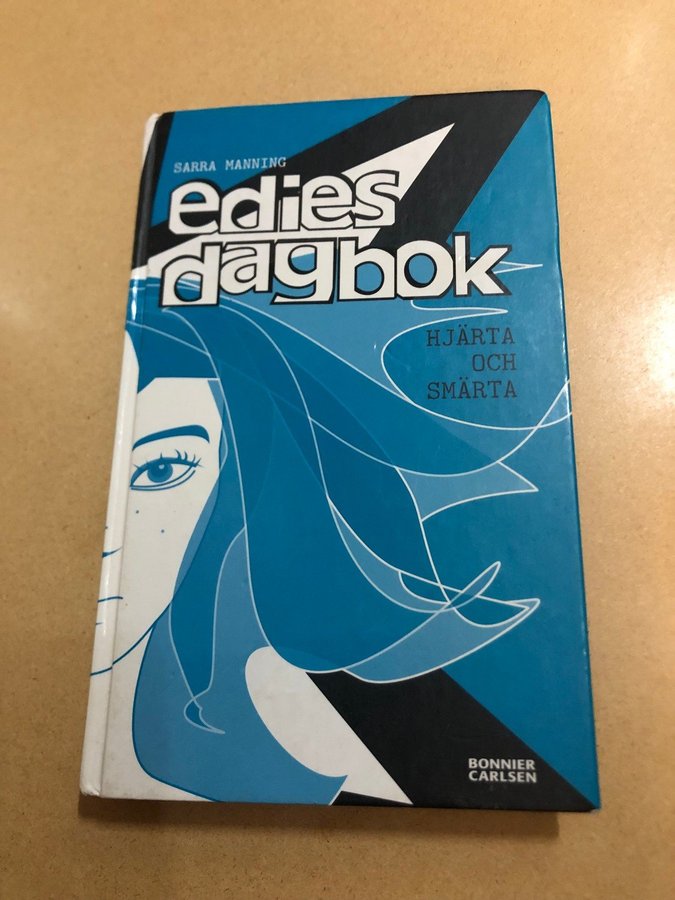 SARRA MANNING
edies
dagbok
HJÄRTA
OCH
SMÄRTA
BONNIER
CARLSEN